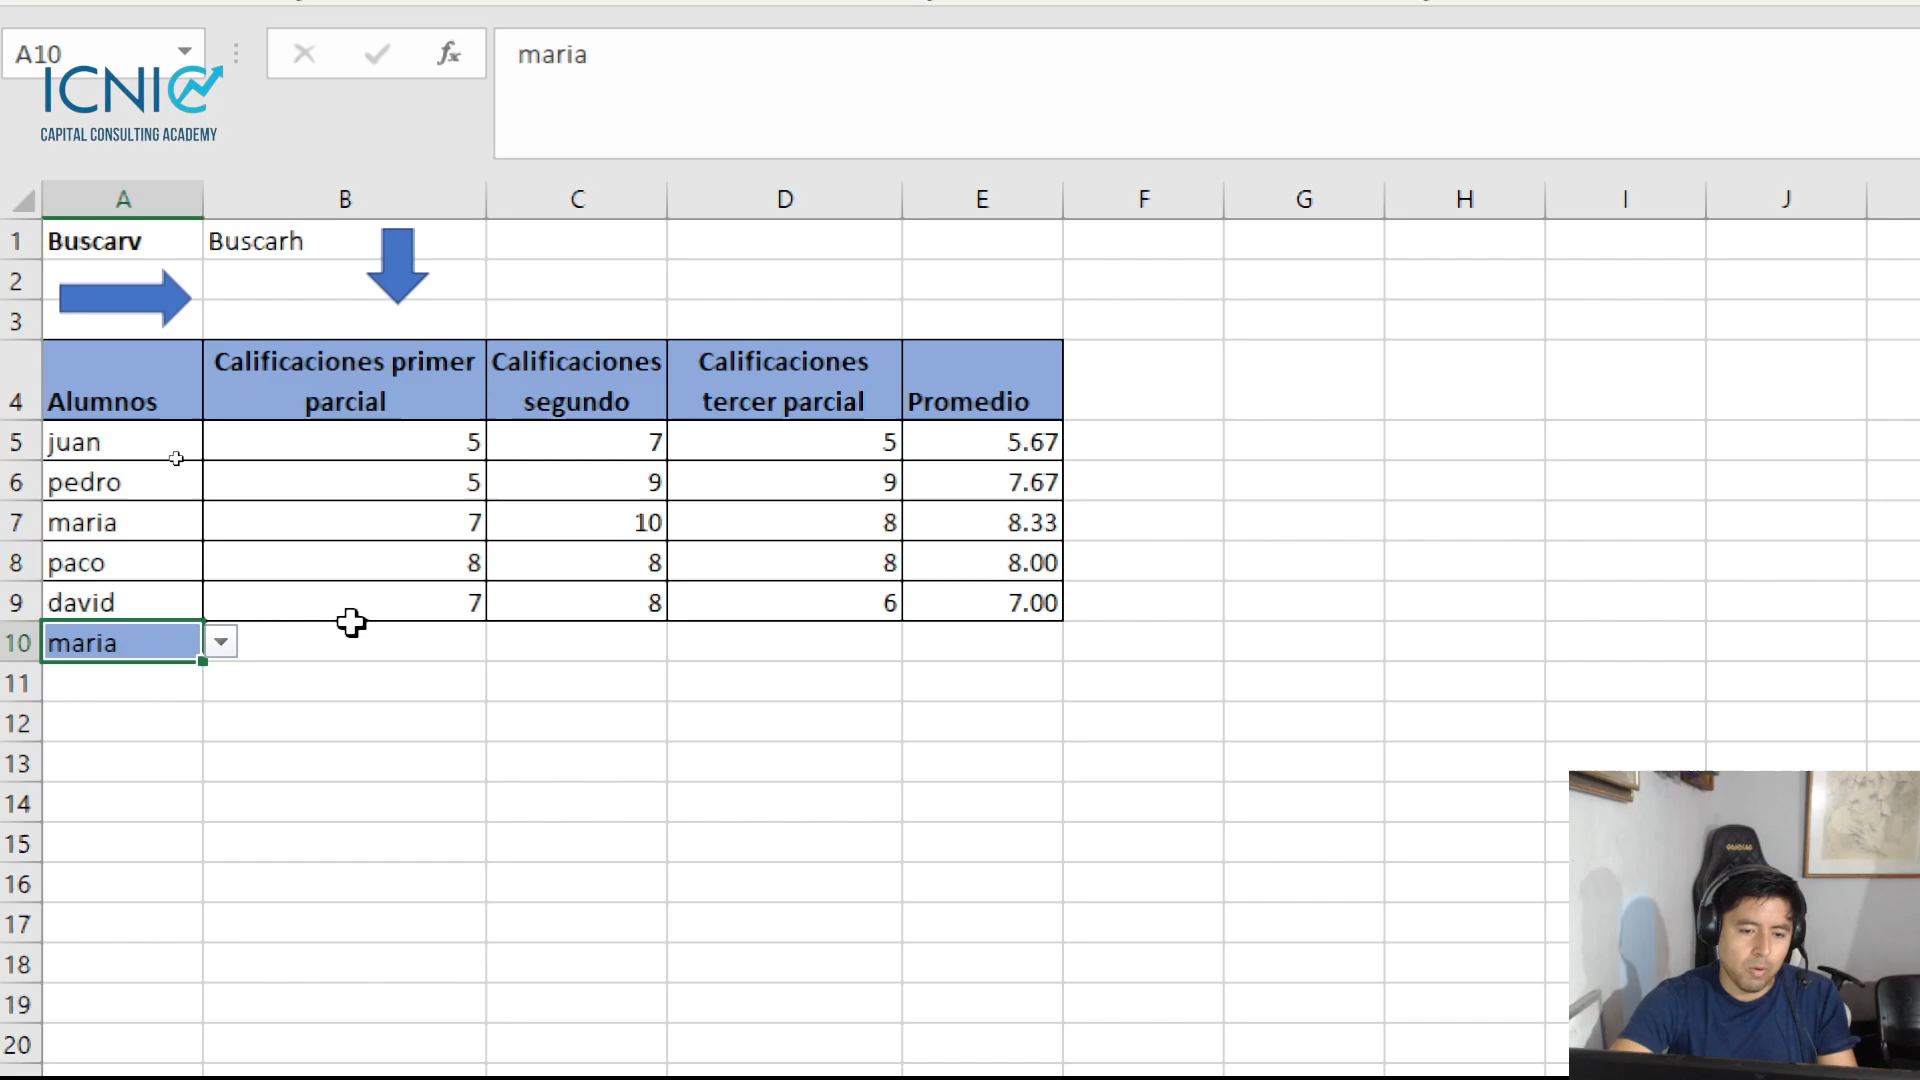 A10
fx
maria
ICNIC
CAPITAL CONSULTING ACADEMY
A B C D E F G H I J
1 Buscarv Buscarh
2
3
4 Alumnos Calificaciones primer parcial Calificaciones segundo Calificaciones tercer parcial Promedio
5 juan 5 7 5 5.67
6 pedro 5 9 9 7.67
7 maria 7 10 8 8.33
8 paco 8 8 8 8.00
9 david 7 8 6 7.00
10 maria
11
12
13
14
15
16
17
18
19
20